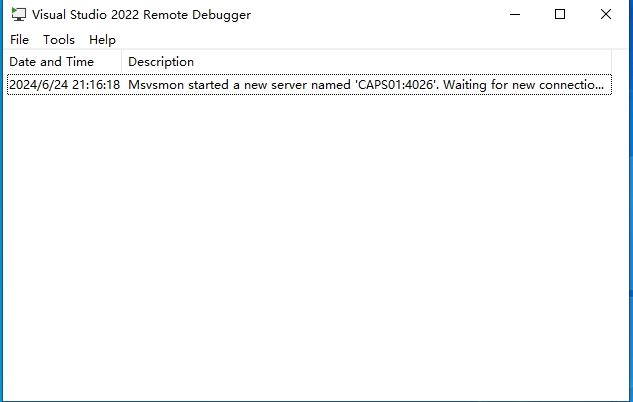 Visual Studio 2022 Remote Debugger
File Tools Help
Date and Time Description
2024/6/24 21:16:18 Msvsmon started a new server named 'CAPS01:4026'. Waiting for new connectio...